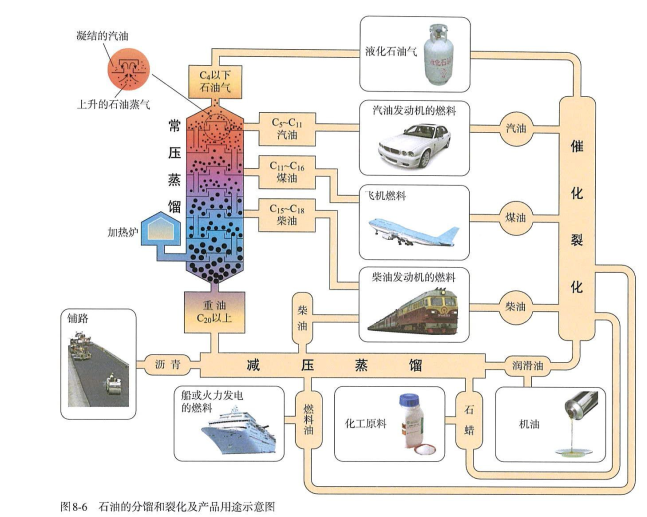 凝结的汽油
上升的石油蒸气
C₄以下
石油气
液化石油气
常压蒸馏
C₅~C₁₁
汽油
汽油发动机的燃料
汽油
催化裂化
C₁₁~C₁₆
煤油
飞机燃料
煤油
C₁₅~C₁₈
柴油
加热炉
柴油发动机的燃料
柴油
重油
C₂₀以上
柴油
铺路
沥青
减压蒸馏
润滑油
船或火力发电
的燃料
燃料油
化工原料
石蜡
机油
图8-6 石油的分馏和裂化及产品用途示意图